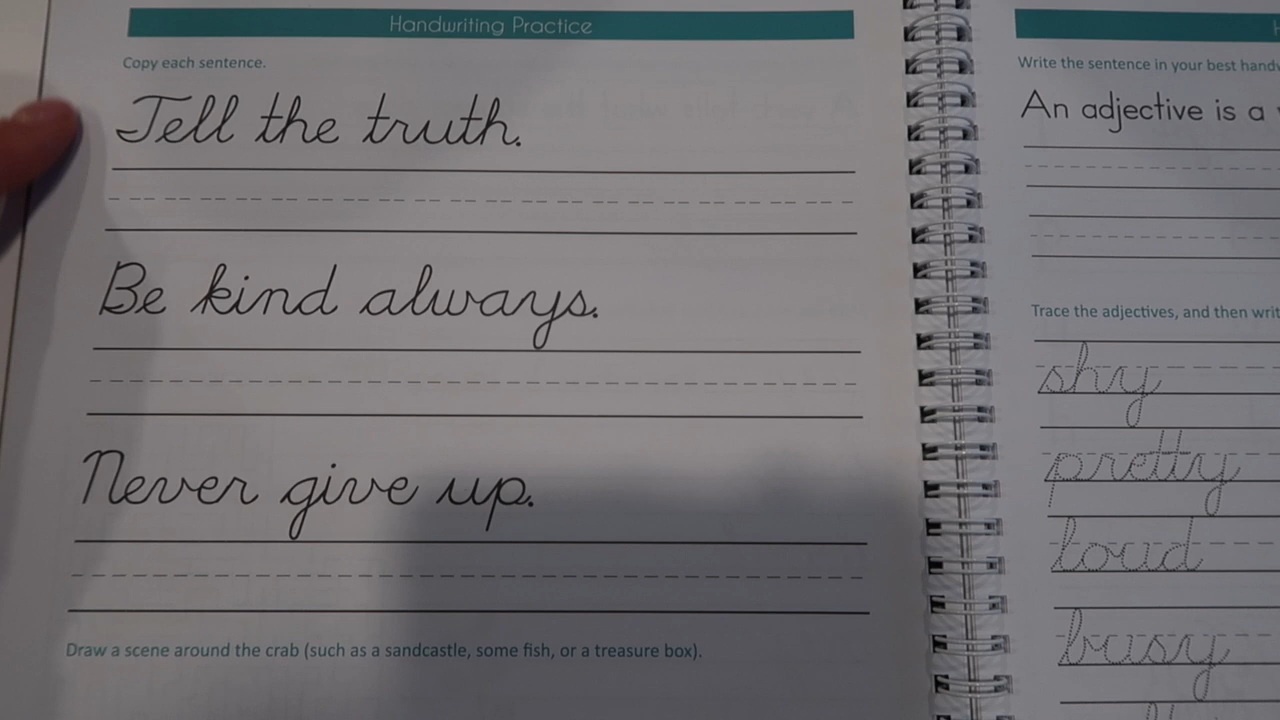 Handwriting Practice
Copy each sentence.
Tell the truth.
Be kind always.
Never give up.
Draw a scene around the crab (such as a sandcastle, some fish, or a treasure box).
Write the sentence in your best
An adjective is a
Trace the adjectives, and then
shy
pretty
loud
busy